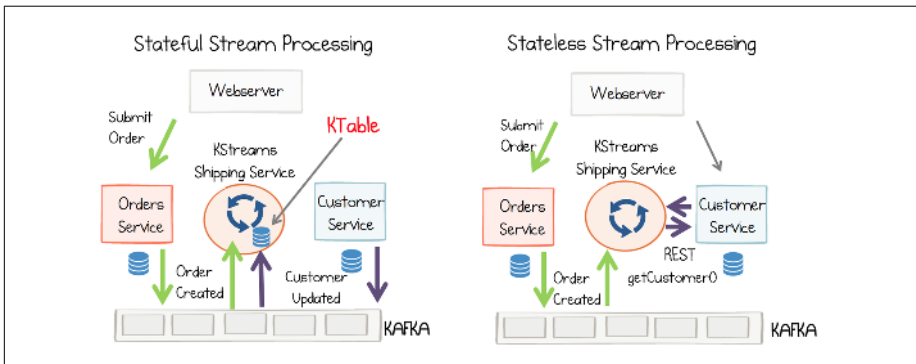 Stateful Stream Processing
Webserver
Submit
Order
KTable
KStreams
Shipping Service
Orders
Service
Customer
Service
Order
Created
Customer
Updated
KAFKA
Stateless Stream Processing
Webserver
Submit
Order
KStreams
Shipping Service
Orders
Service
Customer
Service
REST
getCustomer()
Order
Created
KAFKA